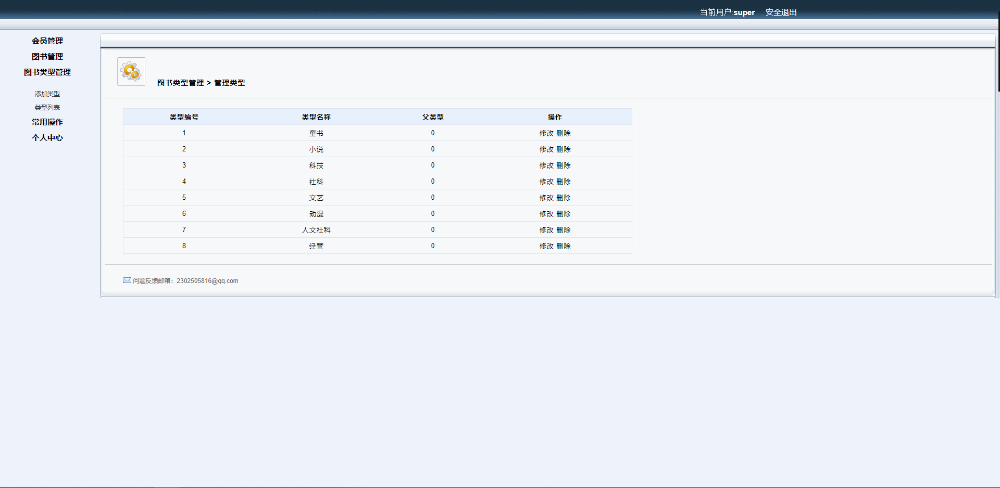 当前用户:super 安全退出
会员管理
图书管理
图书类型管理
添加类型
类型列表
常用操作
个人中心
图书类型管理 > 管理类型
类型编号 类型名称 父类型 操作
1 童书 0 修改 删除
2 小说 0 修改 删除
3 科技 0 修改 删除
4 社科 0 修改 删除
5 文艺 0 修改 删除
6 动漫 0 修改 删除
7 人文社科 0 修改 删除
8 经管 0 修改 删除
问题反馈邮箱：2302505816@qq.com